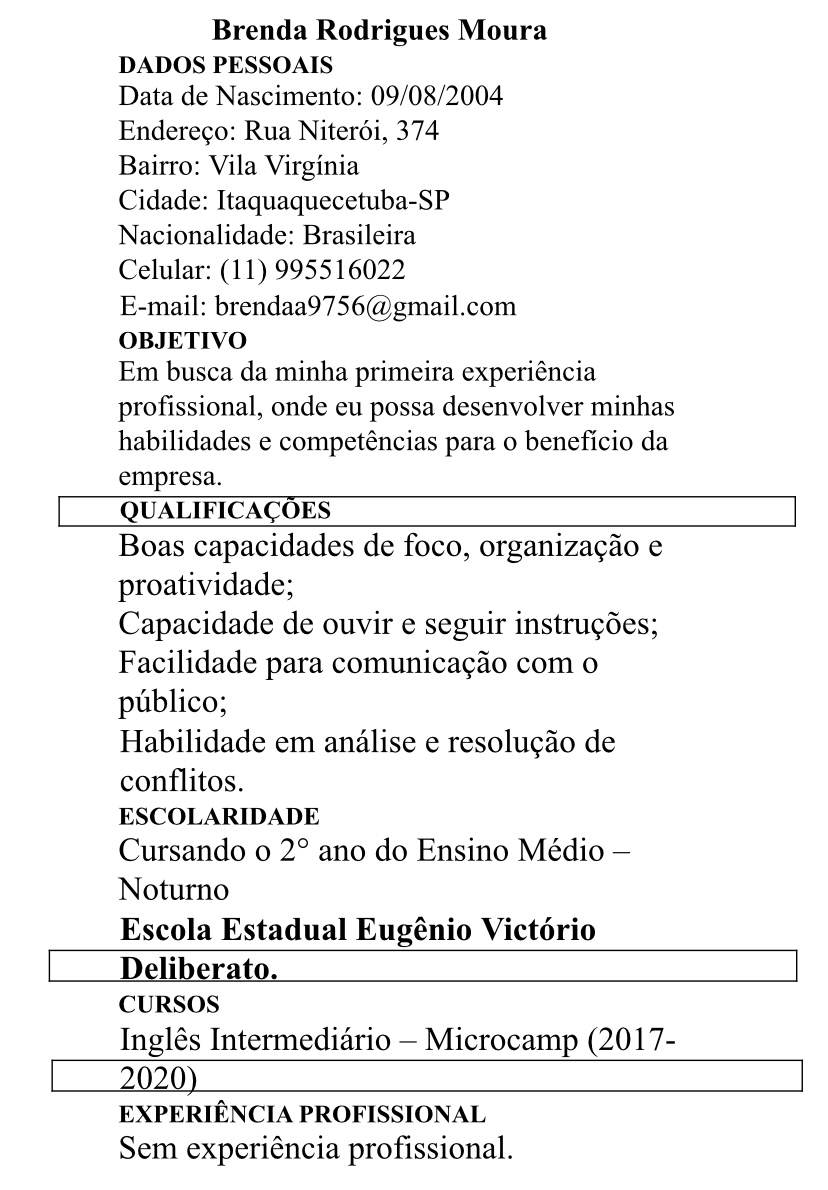 Brenda Rodrigues Moura
DADOS PESSOAIS
Data de Nascimento: 09/08/2004
Endereço: Rua Niterói, 374
Bairro: Vila Virgínia
Cidade: Itaquaquecetuba-SP
Nacionalidade: Brasileira
Celular: (11) 995516022
E-mail: brendaa9756@gmail.com
OBJETIVO
Em busca da minha primeira experiência
profissional, onde eu possa desenvolver minhas
habilidades e competências para o benefício da
empresa.
QUALIFICAÇÕES
Boas capacidades de foco, organização e
proatividade;
Capacidade de ouvir e seguir instruções;
Facilidade para comunicação com o
público;
Habilidade em análise e resolução de
conflitos.
ESCOLARIDADE
Cursando o 2° ano do Ensino Médio –
Noturno
Escola Estadual Eugênio Victório
Deliberato.
CURSOS
Inglês Intermediário – Microcamp (2017-
2020)
EXPERIÊNCIA PROFISSIONAL
Sem experiência profissional.